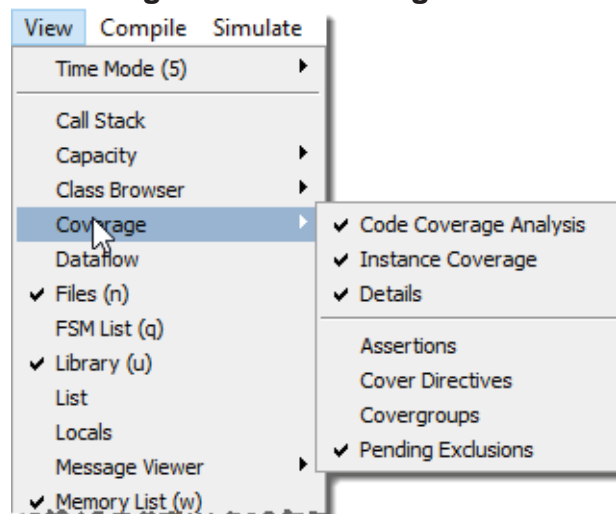 View Compile Simulate
Time Mode (5)
Call Stack
Capacity
Class Browser
Coverage
Dataflow
Files (n)
FSM List (q)
Library (u)
List
Locals
Message Viewer
Memory List (w)
Code Coverage Analysis
Instance Coverage
Details
Assertions
Cover Directives
Covergroups
Pending Exclusions